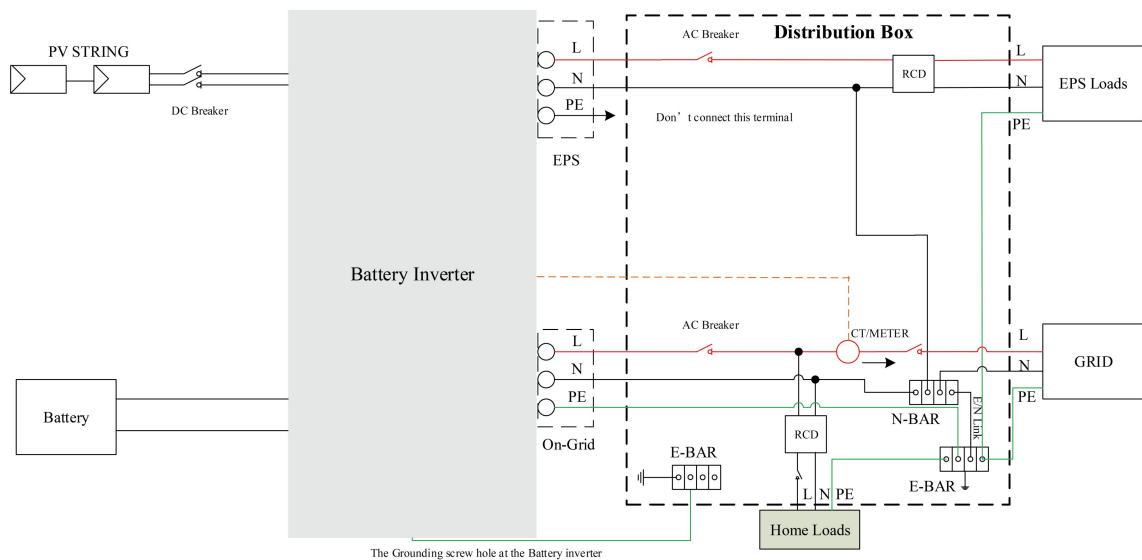 PV STRING
DC Breaker
Battery Inverter
Battery
L
N
PE
EPS
AC Breaker
Distribution Box
RCD
Don’t connect this terminal
L
N
PE
EPS Loads
L
N
PE
On-Grid
AC Breaker
CT/METER
L
N
PE
GRID
N-BAR
E/N Link
E-BAR
RCD
L N PE
Home Loads
E-BAR
The Grounding screw hole at the Battery inverter